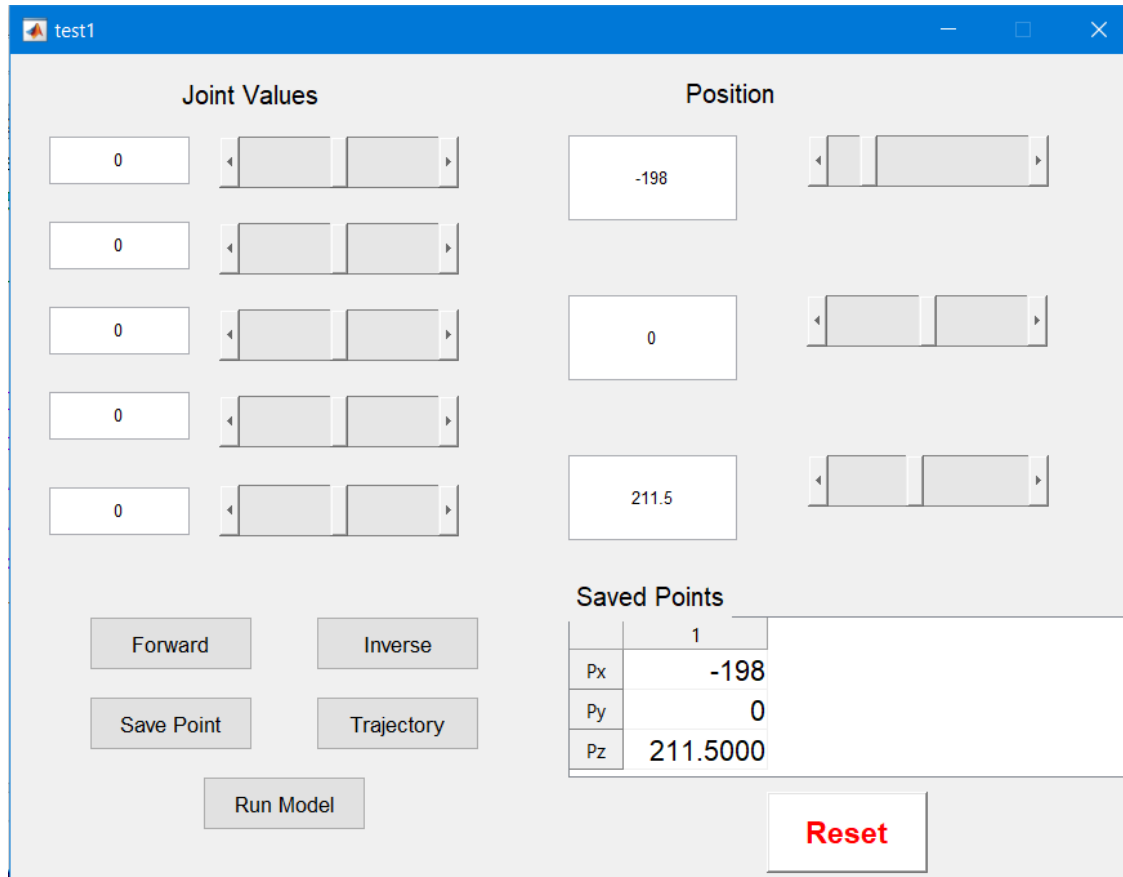 test1
Joint Values
Position
0
-198
0
0
0
0
211.5
0
Saved Points
1
Px -198
Py 0
Pz 211.5000
Forward Inverse
Save Point Trajectory
Run Model
Reset